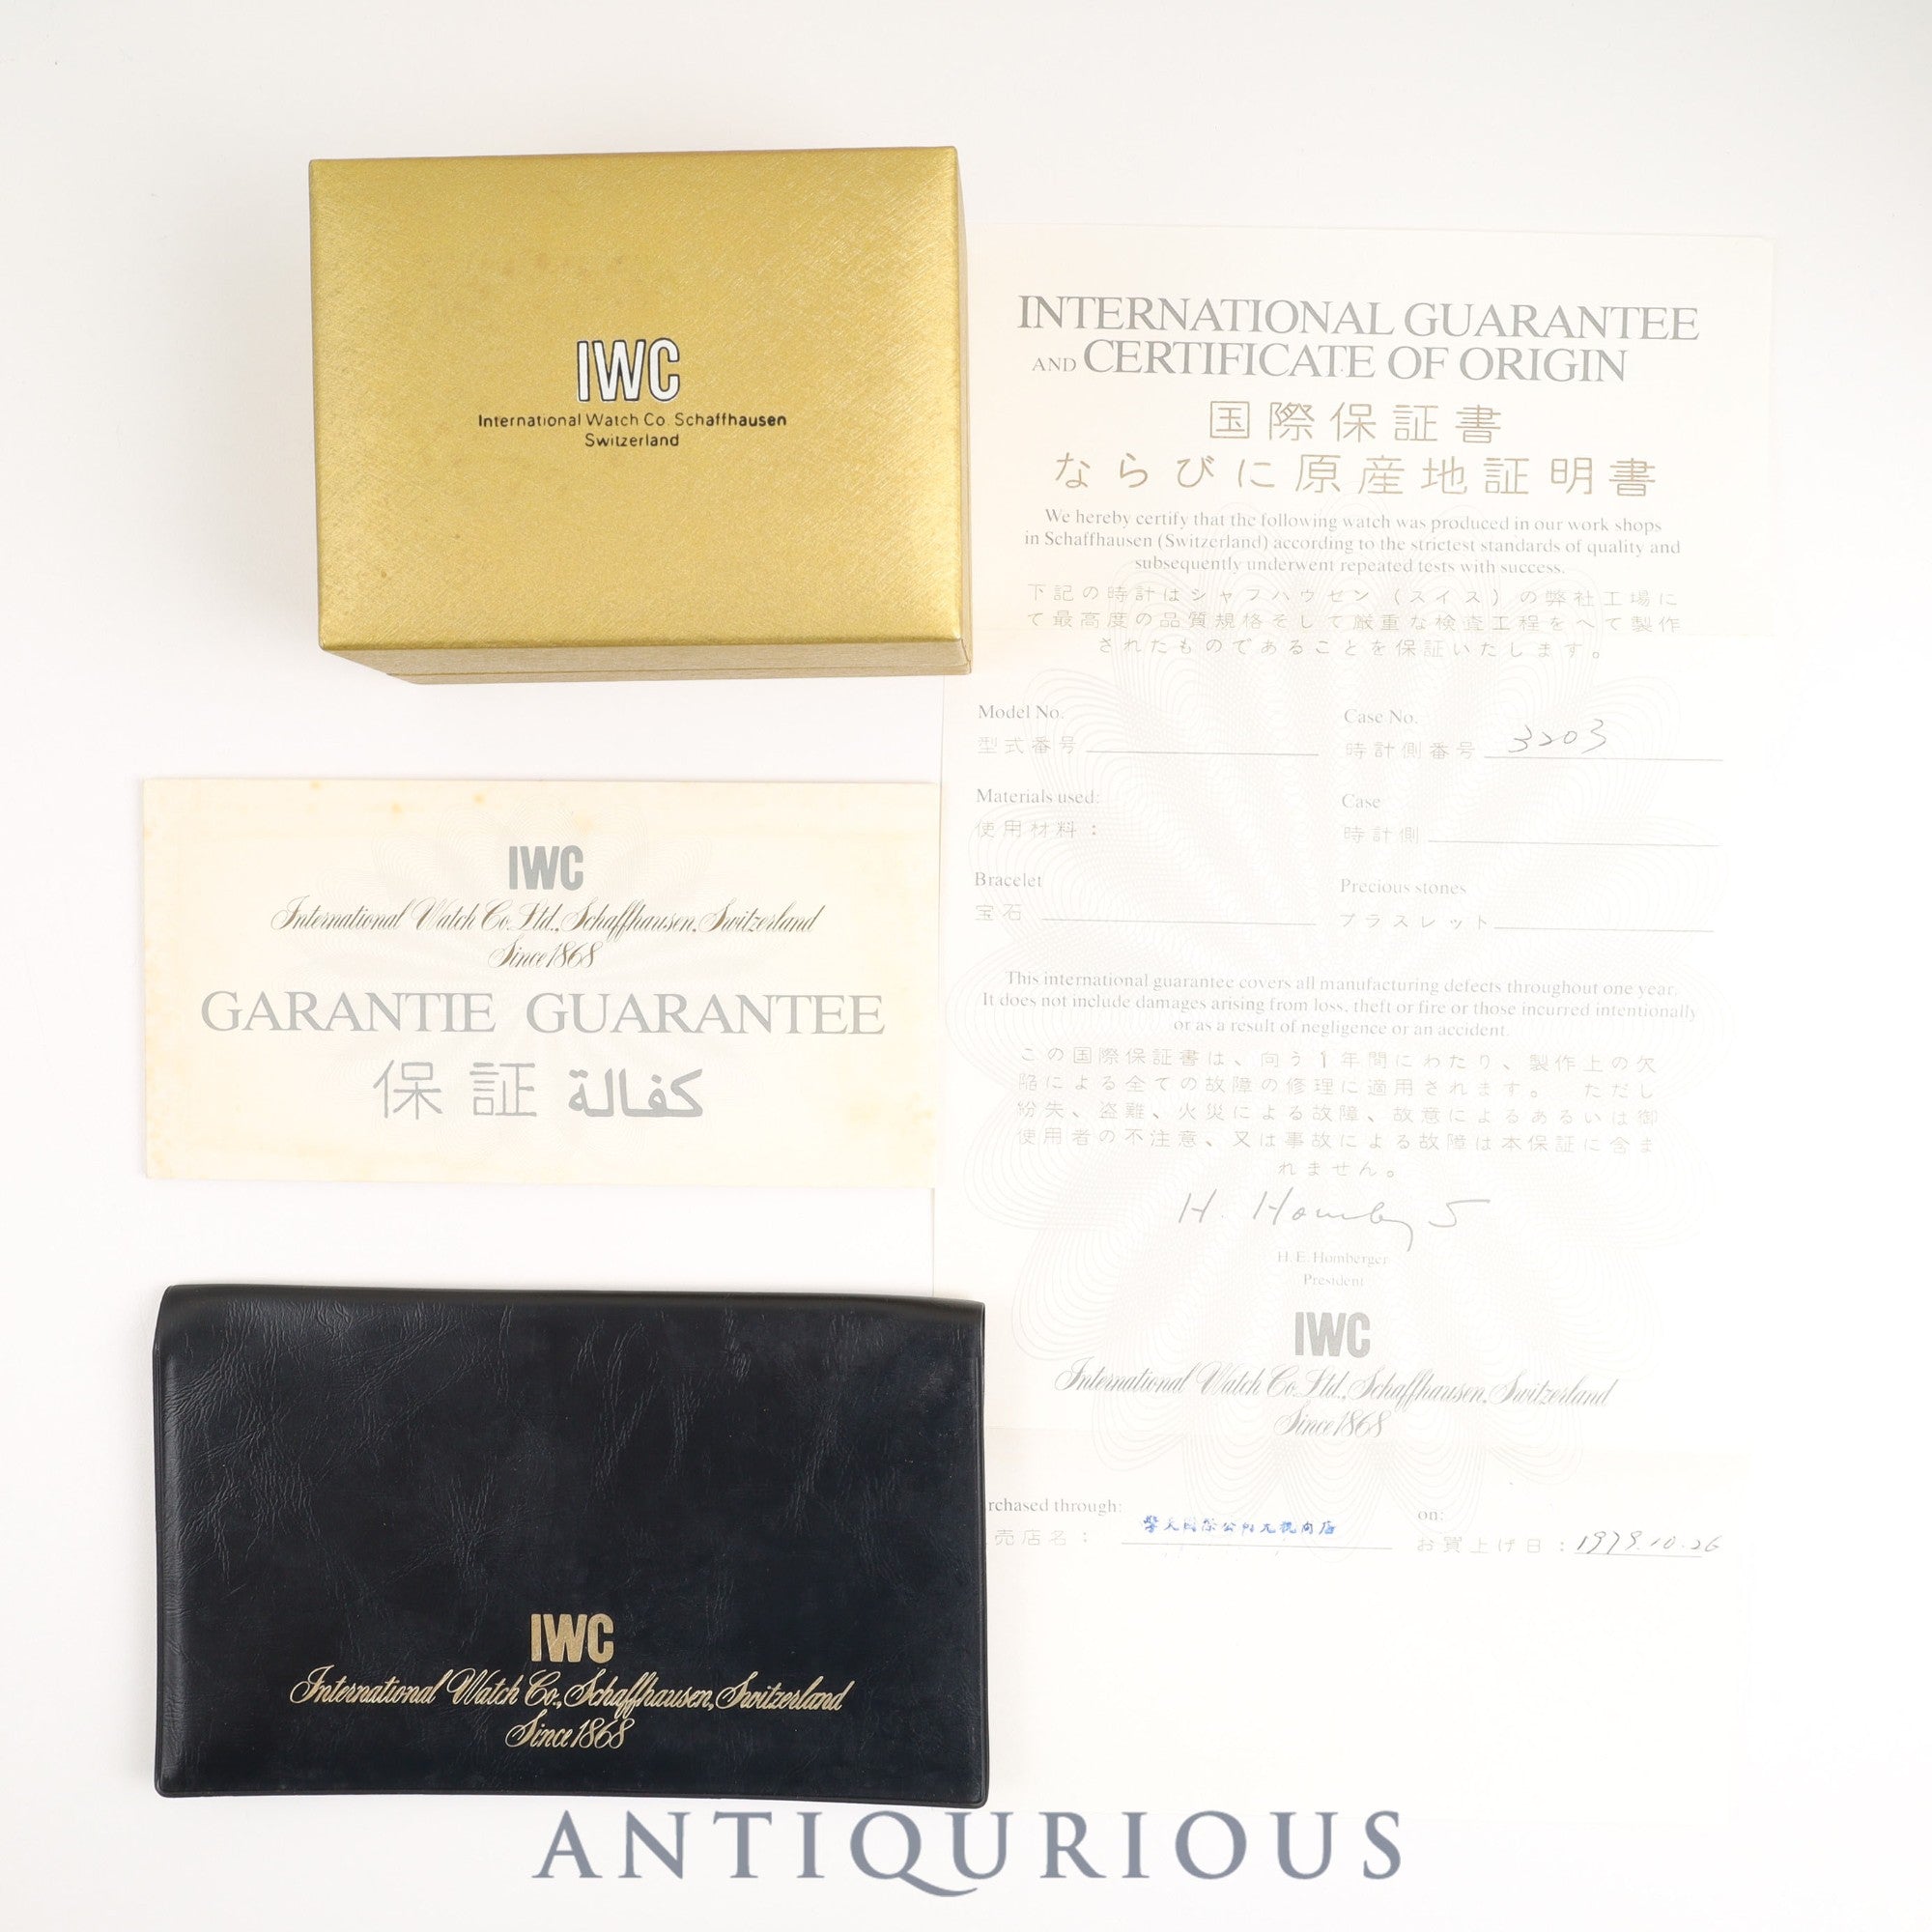 IWC
International Watch Co. Schaffhausen
Switzerland
IWC
International Watch Co. Ltd., Schaffhausen, Switzerland
Since 1868
GARANTIE GUARANTEE
保証 كفالة
IWC
International Watch Co., Schaffhausen, Switzerland
Since 1868
INTERNATIONAL GUARANTEE
AND CERTIFICATE OF ORIGIN
国際保証書
ならびに原産地証明書
We hereby certify that the following watch was produced in our work shops
in Schaffhausen (Switzerland) according to the strictest standards of quality and
subsequently underwent repeated tests with success.
下記の時計はシャフハウゼン(スイス)の弊社工場に
て最高度の品質規格そして厳重な検査工程をへて製作
されたものであることを保証いたします。
Model No.
型式番号
Case No.
時計側番号 3203
Materials used:
使用材料:
Case
時計側
Bracelet
宝石
Precious stones
ブラスレット
This international guarantee covers all manufacturing defects throughout one year.
It does not include damages arising from loss, theft or fire or those incurred intentionally
or as a result of negligence or an accident.
この国際保証書は、向う1年間にわたり、製作上の欠
陥による全ての故障の修理に適用されます。 ただし
紛失、盗難、火災による故障、故意によるあるいは御
使用者の不注意、又は事故による故障は本保証に含ま
れません。
H. E. Homberger
President
IWC
International Watch Co. Ltd., Schaffhausen, Switzerland
Since 1868
rchased through:
売店名:
on:
お買上げ日: 1979.10.26
ANTIQURIOUS